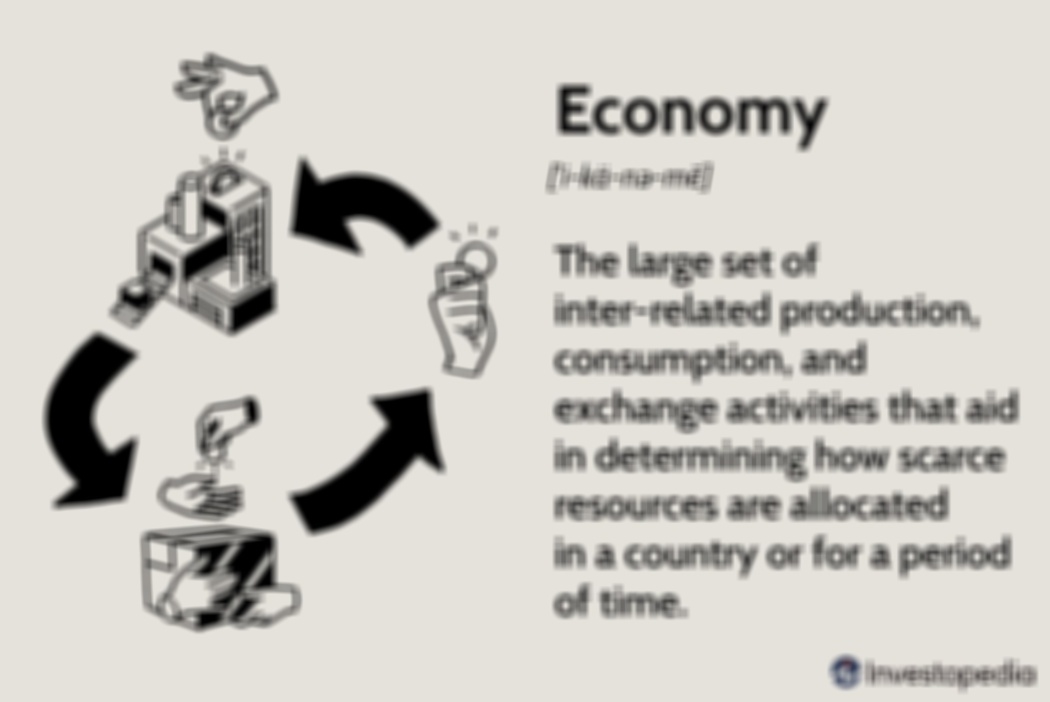 Economy
['i-kä-nə-mē]
The large set of
inter-related production,
consumption, and
exchange activities that aid
in determining how scarce
resources are allocated
in a country or for a period
of time.
Investopedia